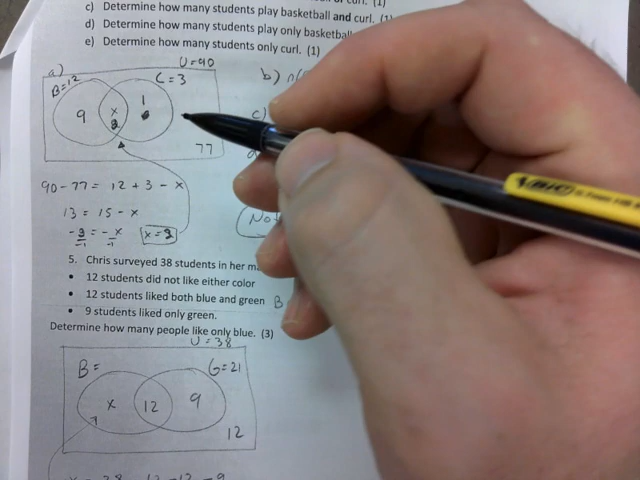 c) Determine how many students play basketball and curl. (1)
d) Determine how many students play only basketball
e) Determine how many students only curl. (1)
a)
U=90
B=12
C=3
9
x
1
77
b) n(
c)
90-77 = 12+3-x
13 = 15-x
= -x
-1
-1
x=2
Not
BIC
5. Chris surveyed 38 students in her m
• 12 students did not like either color
• 12 students liked both blue and green
B
• 9 students liked only green.
Determine how many people like only blue. (3)
U=38
B=
G=21
x
12
9
12